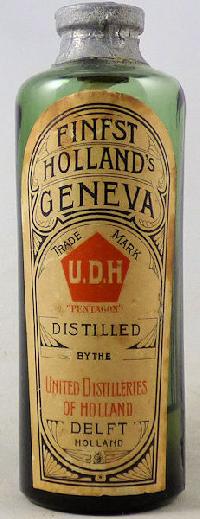 FINEST
HOLLAND'S
GENEVA
TRADE MARK
U.D.H
"PENTAGON"
DISTILLED
BY THE
UNITED DISTILLERIES
OF HOLLAND
DELFT
HOLLAND